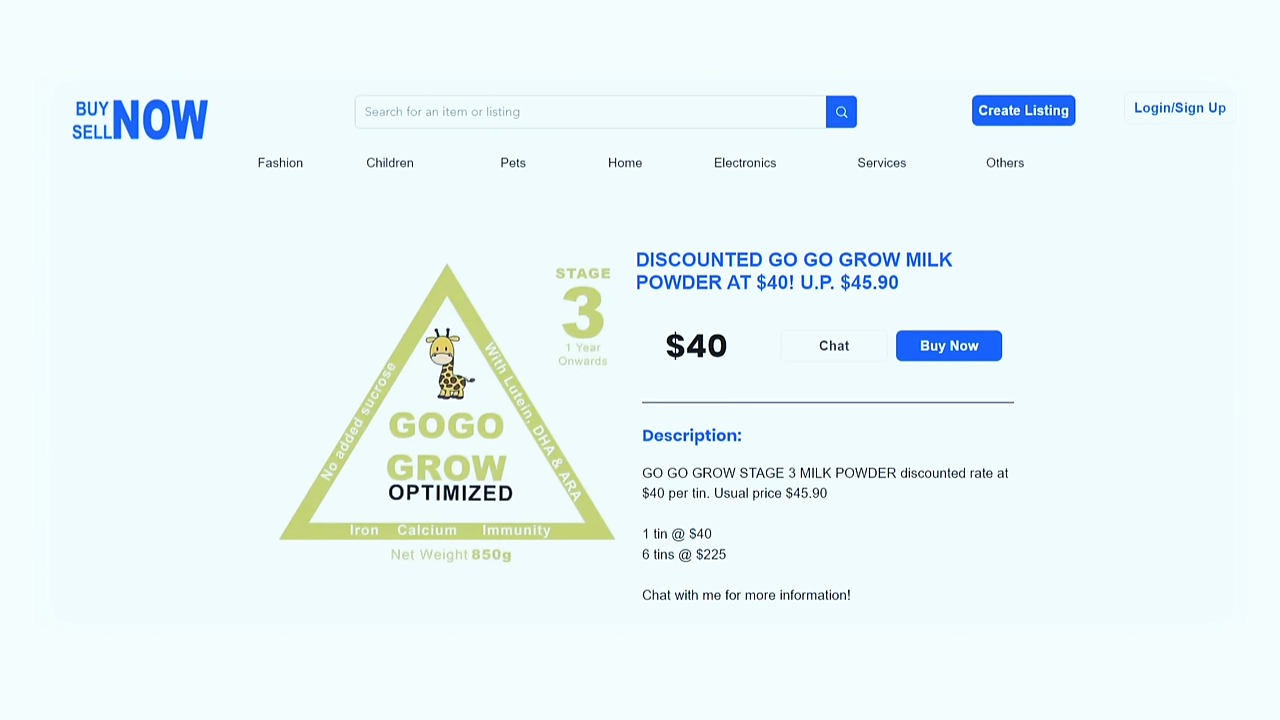 BUY
SELL NOW
Search for an item or listing
Create Listing
Login/Sign Up
Fashion
Children
Pets
Home
Electronics
Services
Others
STAGE
3
1 Year
Onwards
No added sucrose
With Lutein, DHA & ARA
GOGO
GROW
OPTIMIZED
Iron Calcium Immunity
Net Weight 850g
DISCOUNTED GO GO GROW MILK
POWDER AT $40! U.P. $45.90
$40
Chat
Buy Now
Description:
GO GO GROW STAGE 3 MILK POWDER discounted rate at
$40 per tin. Usual price $45.90
1 tin @ $40
6 tins @ $225
Chat with me for more information!